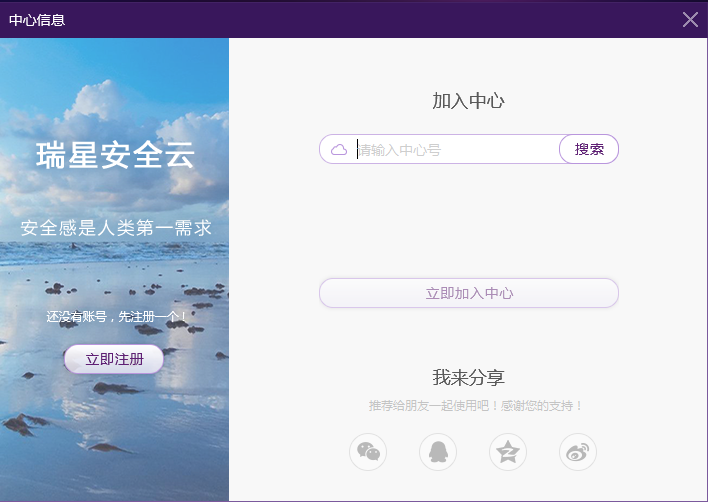 中心信息
瑞星安全云
安全感是人类第一需求
还没有账号，先注册一个！
立即注册
加入中心
请输入中心号
搜索
立即加入中心
我来分享
推荐给朋友一起使用吧！感谢您的支持！